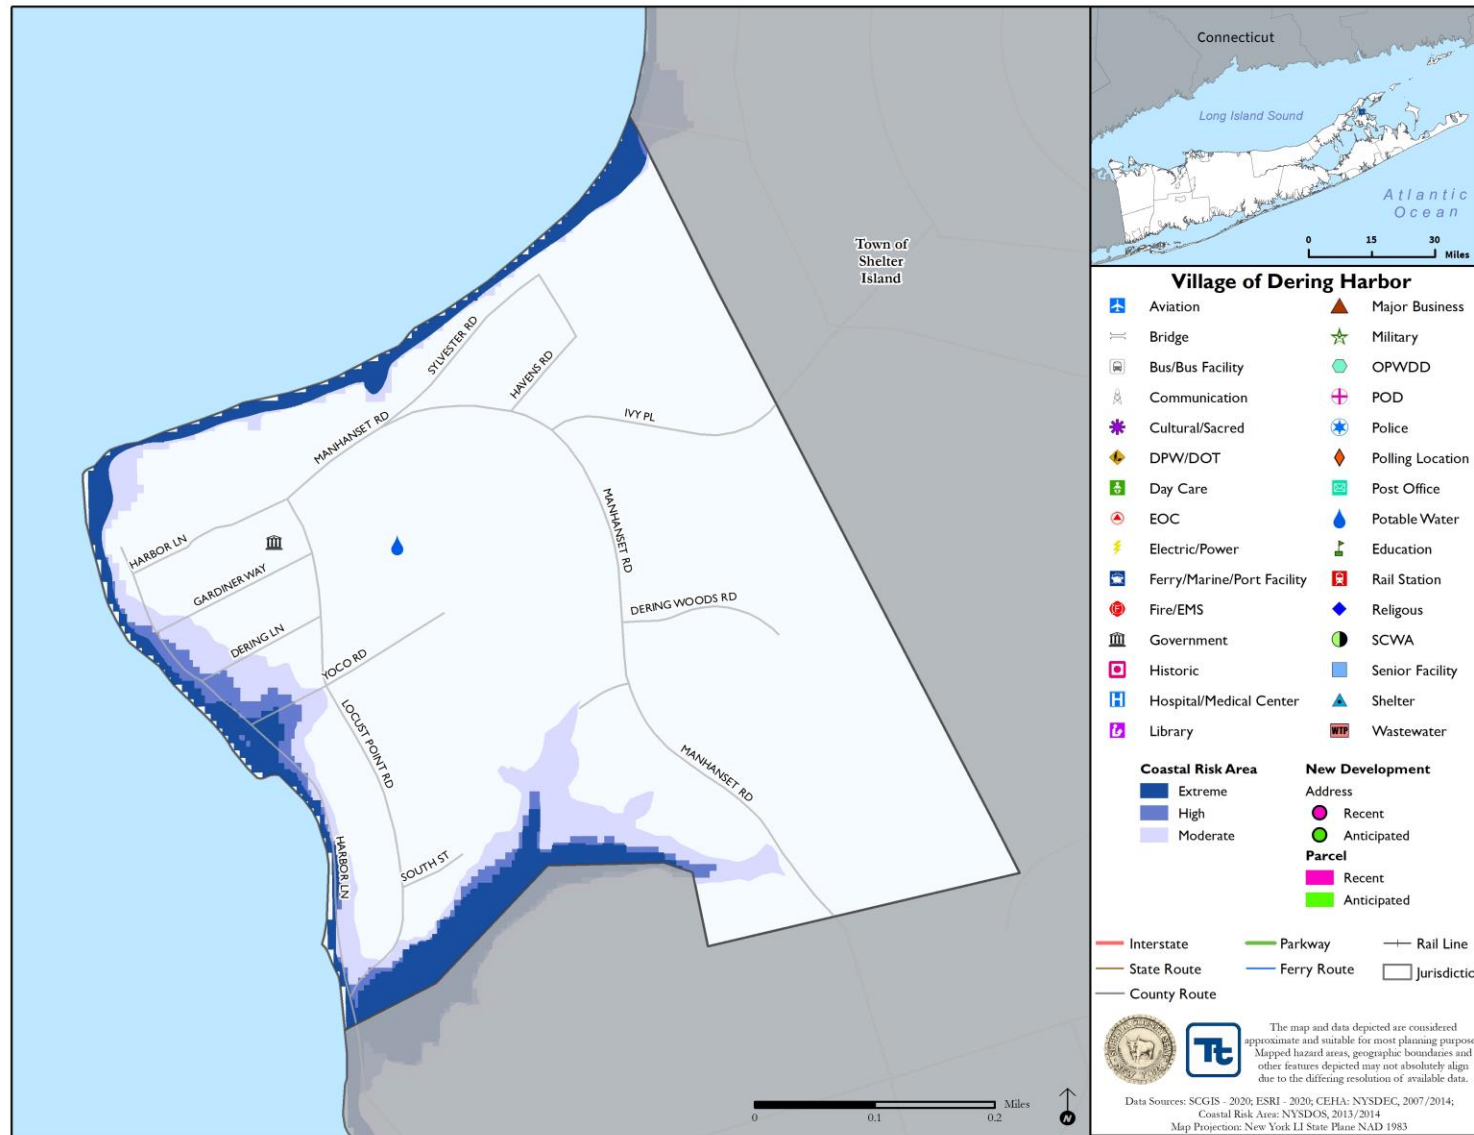 Town of
Shelter
Island
SYLVESTER RD
HAVENS RD
MANHANSET RD
IVY PL
MANHANSET RD
HARBOR LN
GARDINER WAY
DERING LN
YOCO RD
DERING WOODS RD
LOCUST POINT RD
MANHANSET RD
HARBOR LN
SOUTH ST
Miles
0 0.1 0.2
N
Connecticut
Long Island Sound
Atlantic
Ocean
0 15 30
Miles
Village of Dering Harbor
Aviation
Bridge
Bus/Bus Facility
Communication
Cultural/Sacred
DPW/DOT
Day Care
EOC
Electric/Power
Ferry/Marine/Port Facility
Fire/EMS
Government
Historic
Hospital/Medical Center
Library
Major Business
Military
OPWDD
POD
Police
Polling Location
Post Office
Potable Water
Education
Rail Station
Religous
SCWA
Senior Facility
Shelter
WTP Wastewater
Coastal Risk Area
Extreme
High
Moderate
New Development
Address
Recent
Anticipated
Parcel
Recent
Anticipated
Interstate
State Route
County Route
Parkway
Ferry Route
Rail Line
Jurisdictio
Tt
The map and data depicted are considered
approximate and suitable for most planning purpose
Mapped hazard areas, geographic boundaries and
other features depicted may not absolutely align
due to the differing resolution of available data.
Data Sources: SCGIS - 2020; ESRI - 2020; CEHA: NYSDEC, 2007/2014;
Coastal Risk Area: NYSDOS, 2013/2014
Map Projection: New York LI State Plane NAD 1983